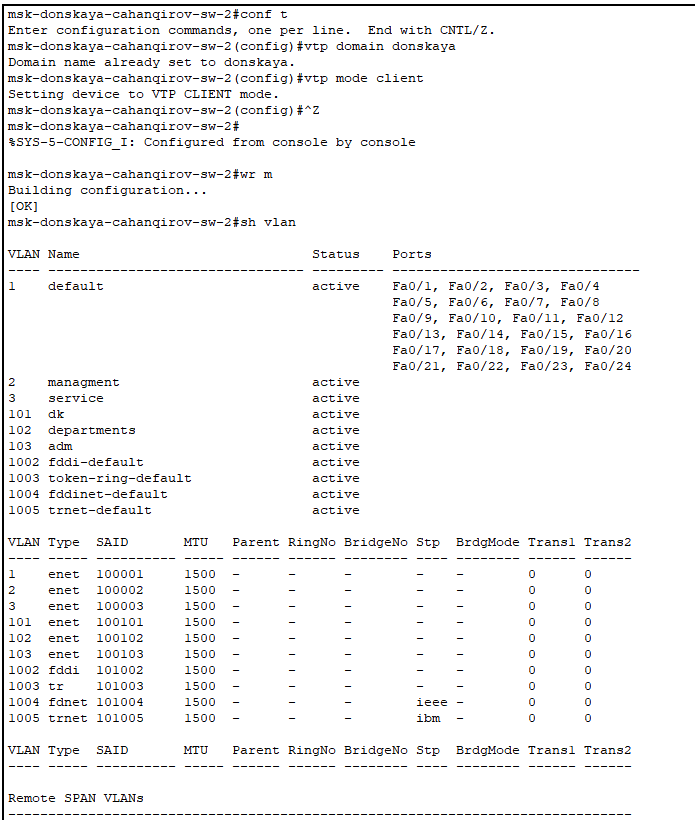 msk-donskaya-cahanqirov-sw-2#conf t
Enter configuration commands, one per line.  End with CNTL/Z.
msk-donskaya-cahanqirov-sw-2(config)#vtp domain donskaya
Domain name already set to donskaya.
msk-donskaya-cahanqirov-sw-2(config)#vtp mode client
Setting device to VTP CLIENT mode.
msk-donskaya-cahanqirov-sw-2(config)#^Z
msk-donskaya-cahanqirov-sw-2#
%SYS-5-CONFIG_I: Configured from console by console
msk-donskaya-cahanqirov-sw-2#wr m
Building configuration...
[OK]
msk-donskaya-cahanqirov-sw-2#sh vlan
VLAN Name                             Status    Ports
---- -------------------------------- --------- -------------------------------
1    default                          active    Fa0/1, Fa0/2, Fa0/3, Fa0/4
                                                Fa0/5, Fa0/6, Fa0/7, Fa0/8
                                                Fa0/9, Fa0/10, Fa0/11, Fa0/12
                                                Fa0/13, Fa0/14, Fa0/15, Fa0/16
                                                Fa0/17, Fa0/18, Fa0/19, Fa0/20
                                                Fa0/21, Fa0/22, Fa0/23, Fa0/24
2    managment                        active
3    service                          active
101  dk                               active
102  departments                      active
103  adm                              active
1002 fddi-default                     active
1003 token-ring-default               active
1004 fddinet-default                  active
1005 trnet-default                    active
VLAN Type  SAID       MTU   Parent RingNo BridgeNo Stp  BrdgMode Trans1 Trans2
---- ----- ---------- ----- ------ ------ -------- ---- -------- ------ ------
1    enet  100001     1500  -      -      -        -    -        0      0
2    enet  100002     1500  -      -      -        -    -        0      0
3    enet  100003     1500  -      -      -        -    -        0      0
101  enet  100101     1500  -      -      -        -    -        0      0
102  enet  100102     1500  -      -      -        -    -        0      0
103  enet  100103     1500  -      -      -        -    -        0      0
1002 fddi  101002     1500  -      -      -        -    -        0      0
1003 tr    101003     1500  -      -      -        -    -        0      0
1004 fdnet 101004     1500  -      -      -        ieee -        0      0
1005 trnet 101005     1500  -      -      -        ibm  -        0      0
VLAN Type  SAID       MTU   Parent RingNo BridgeNo Stp  BrdgMode Trans1 Trans2
---- ----- ---------- ----- ------ ------ -------- ---- -------- ------ ------
Remote SPAN VLANs
------------------------------------------------------------------------------